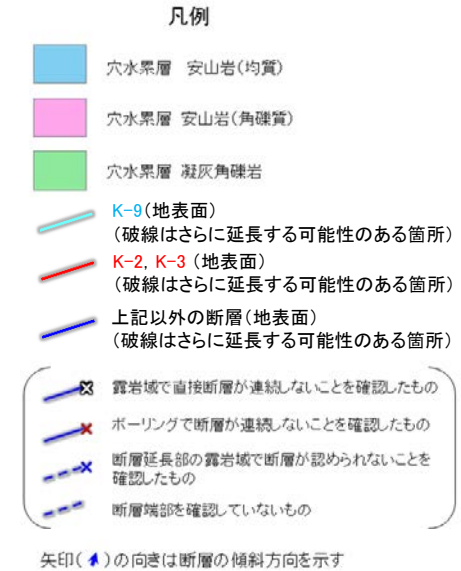 凡例
穴水累層 安山岩(均質)
穴水累層 安山岩(角礫質)
穴水累層 凝灰角礫岩
K-9(地表面)
(破線はさらに延長する可能性のある箇所)
K-2, K-3 (地表面)
(破線はさらに延長する可能性のある箇所)
上記以外の断層(地表面)
(破線はさらに延長する可能性のある箇所)
露岩域で直接断層が連続しないことを確認したもの
ボーリングで断層が連続しないことを確認したもの
断層延長部の露岩域で断層が認められないことを
確認したもの
断層端部を確認していないもの
矢印( )の向きは断層の傾斜方向を示す